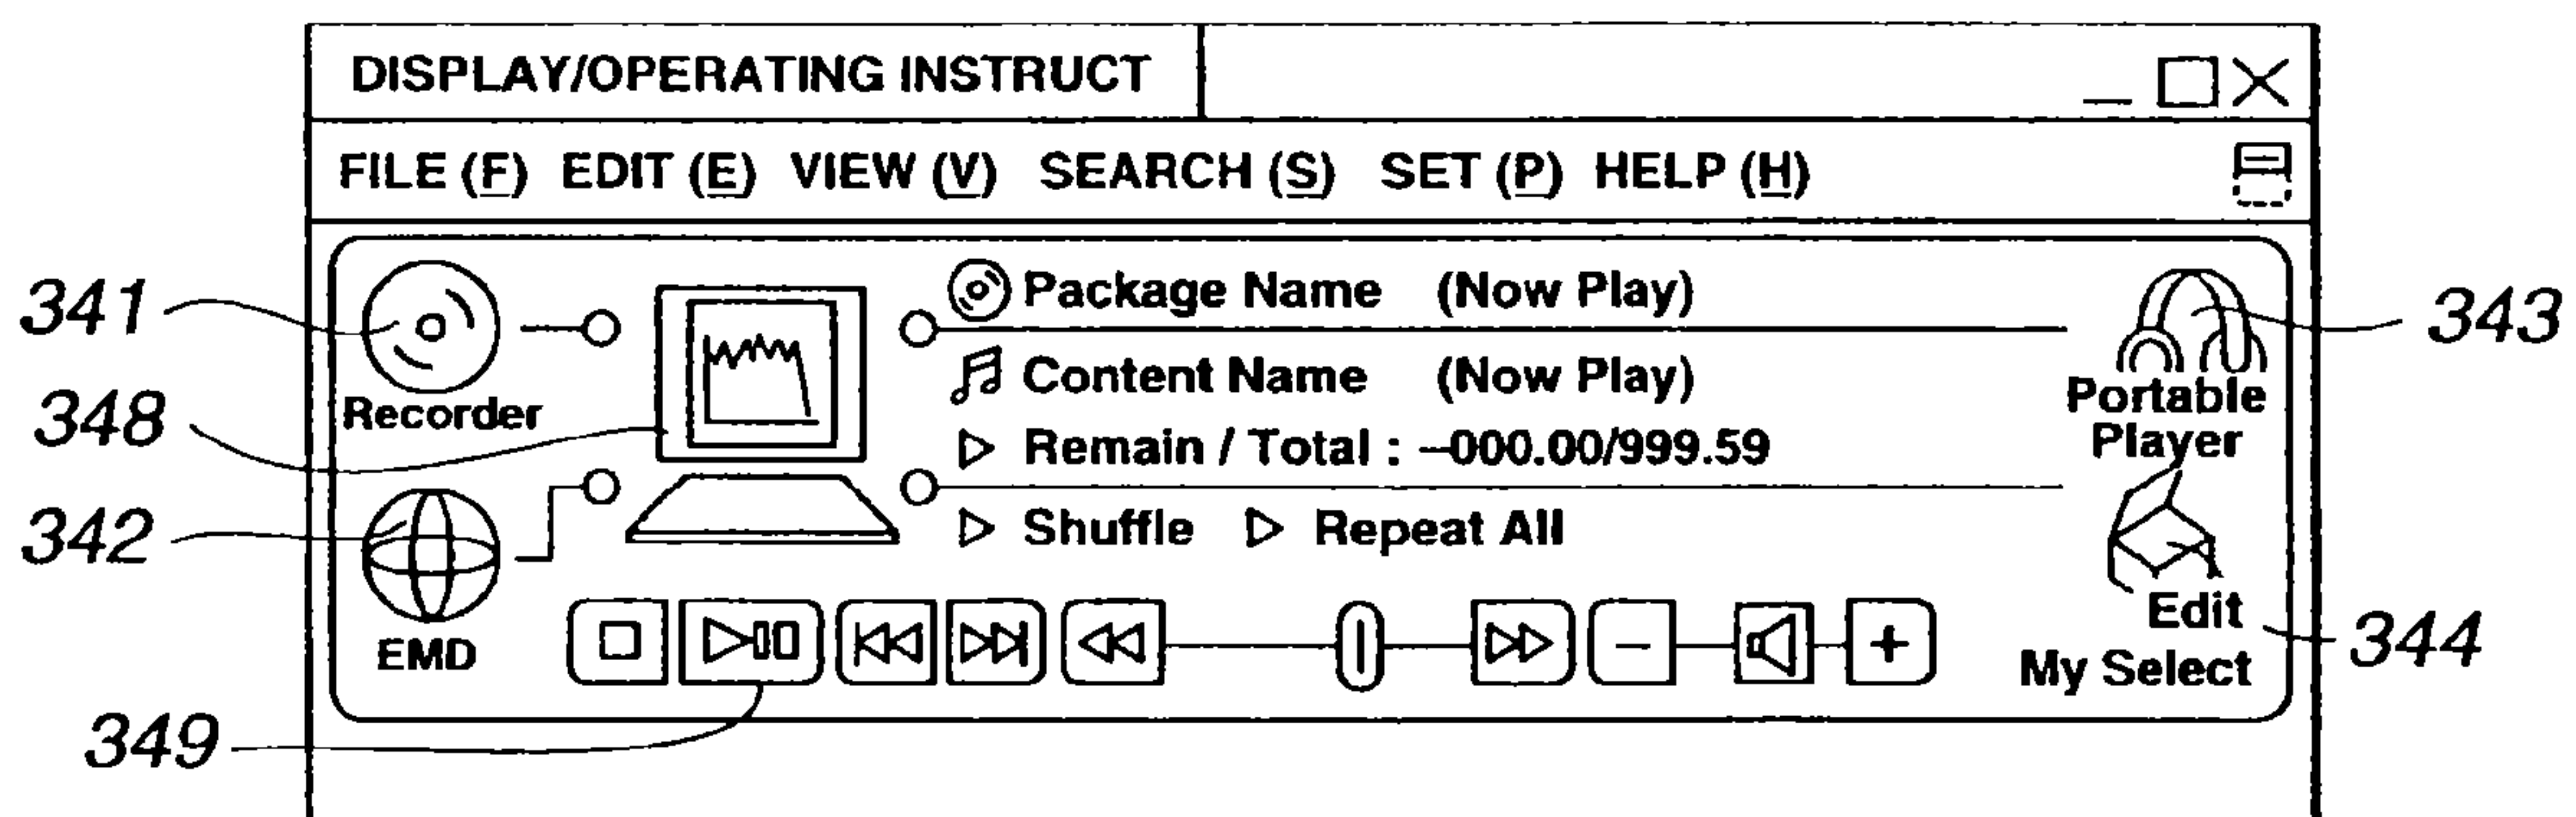 DISPLAY/OPERATING INSTRUCT
FILE (F) EDIT (E) VIEW (V) SEARCH (S) SET (P) HELP (H)
341
Package Name (Now Play)
343
Content Name (Now Play)
348
Recorder
Portable
Player
Remain / Total : –000.00/999.59
342
Shuffle Repeat All
Edit
344
EMD
My Select
349